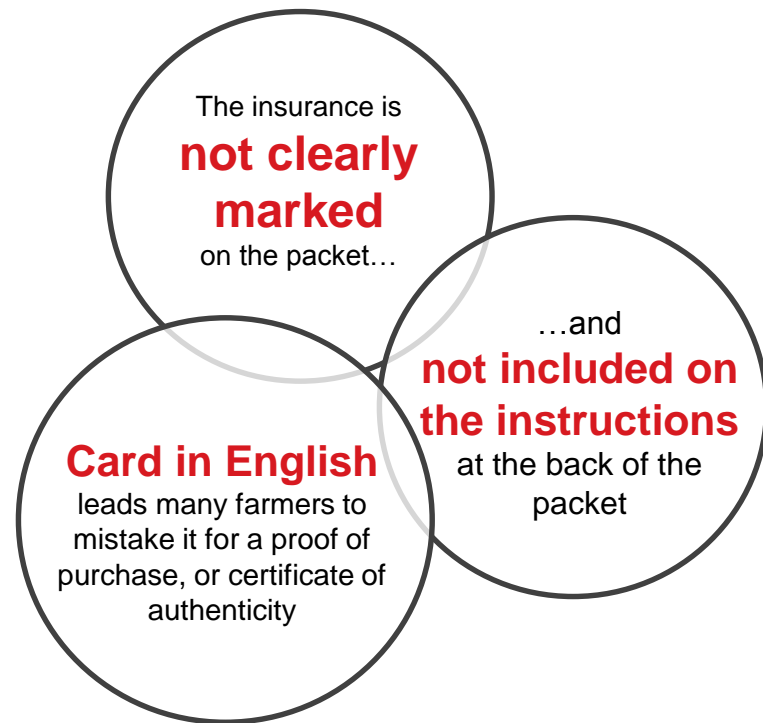 The insurance is
not clearly
marked
on the packet…
…and
not included on
the instructions
at the back of the
packet
Card in English
leads many farmers to
mistake it for a proof of
purchase, or certificate of
authenticity